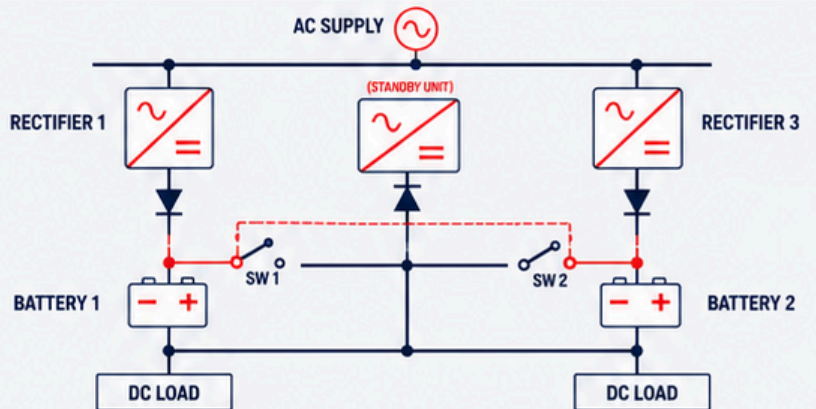 AC SUPPLY
(STANDBY UNIT)
RECTIFIER 1
RECTIFIER 3
SW 1
SW 2
BATTERY 1
- +
- +
BATTERY 2
DC LOAD
DC LOAD